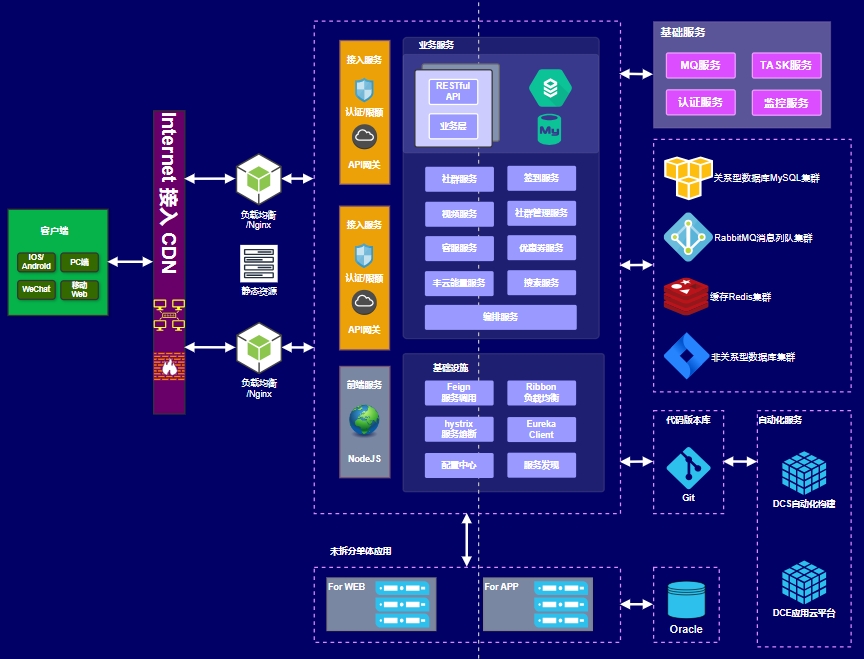 客户端
IOS/
Android
PC端
WeChat
移动
Web
Internet 接入 CDN
负载均衡
/Nginx
静态资源
负载均衡
/Nginx
接入服务
认证/限额
API网关
接入服务
认证/限额
API网关
前端服务
NodeJS
业务服务
RESTful
API
业务层
My
社群服务
签到服务
视频服务
社群管理服务
客服服务
优惠券服务
丰云能量服务
搜索服务
编排服务
基础设施
Feign
服务调用
Ribbon
负载均衡
hystrix
服务熔断
Eureka
Client
配置中心
服务发现
基础服务
MQ服务
TASK服务
认证服务
监控服务
关系型数据库MySQL集群
RabbitMQ消息列队集群
缓存Redis集群
非关系型数据库集群
代码版本库
Git
自动化服务
DCS自动化构建
DCE应用云平台
未拆分单体应用
For WEB
For APP
Oracle